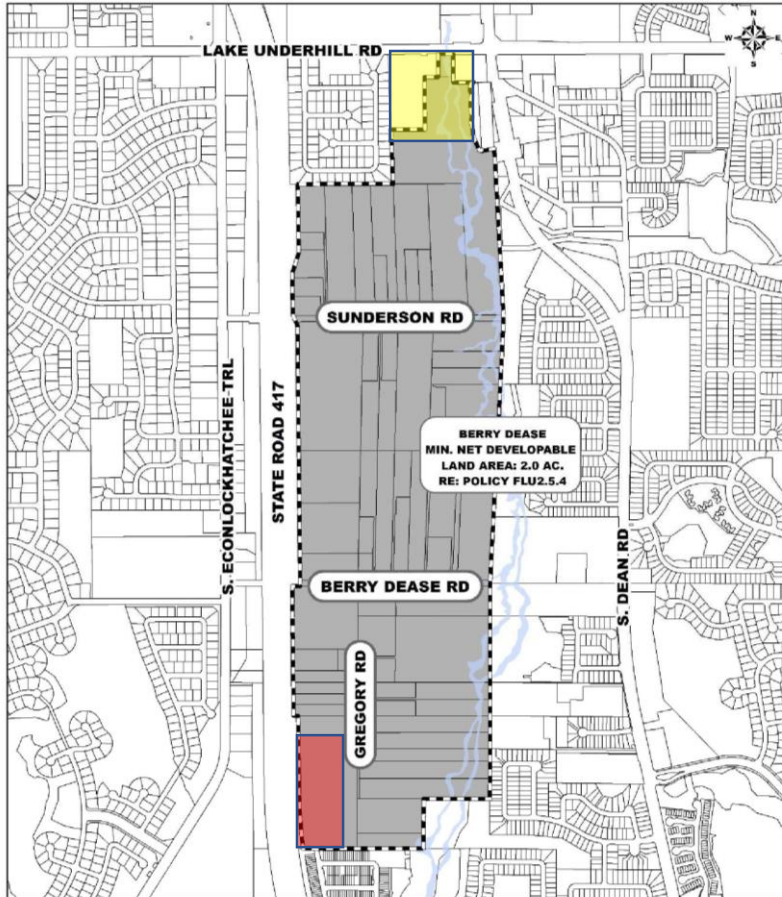 N
W E
S
LAKE UNDERHILL RD
SUNDERSON RD
S. ECONLOCKHATCHEE-TRL
STATE ROAD 417
BERRY DEASE
MIN. NET DEVELOPABLE
LAND AREA: 2.0 AC.
RE: POLICY FLU2.5.4
BERRY DEASE RD
S. DEAN RD
GREGORY RD